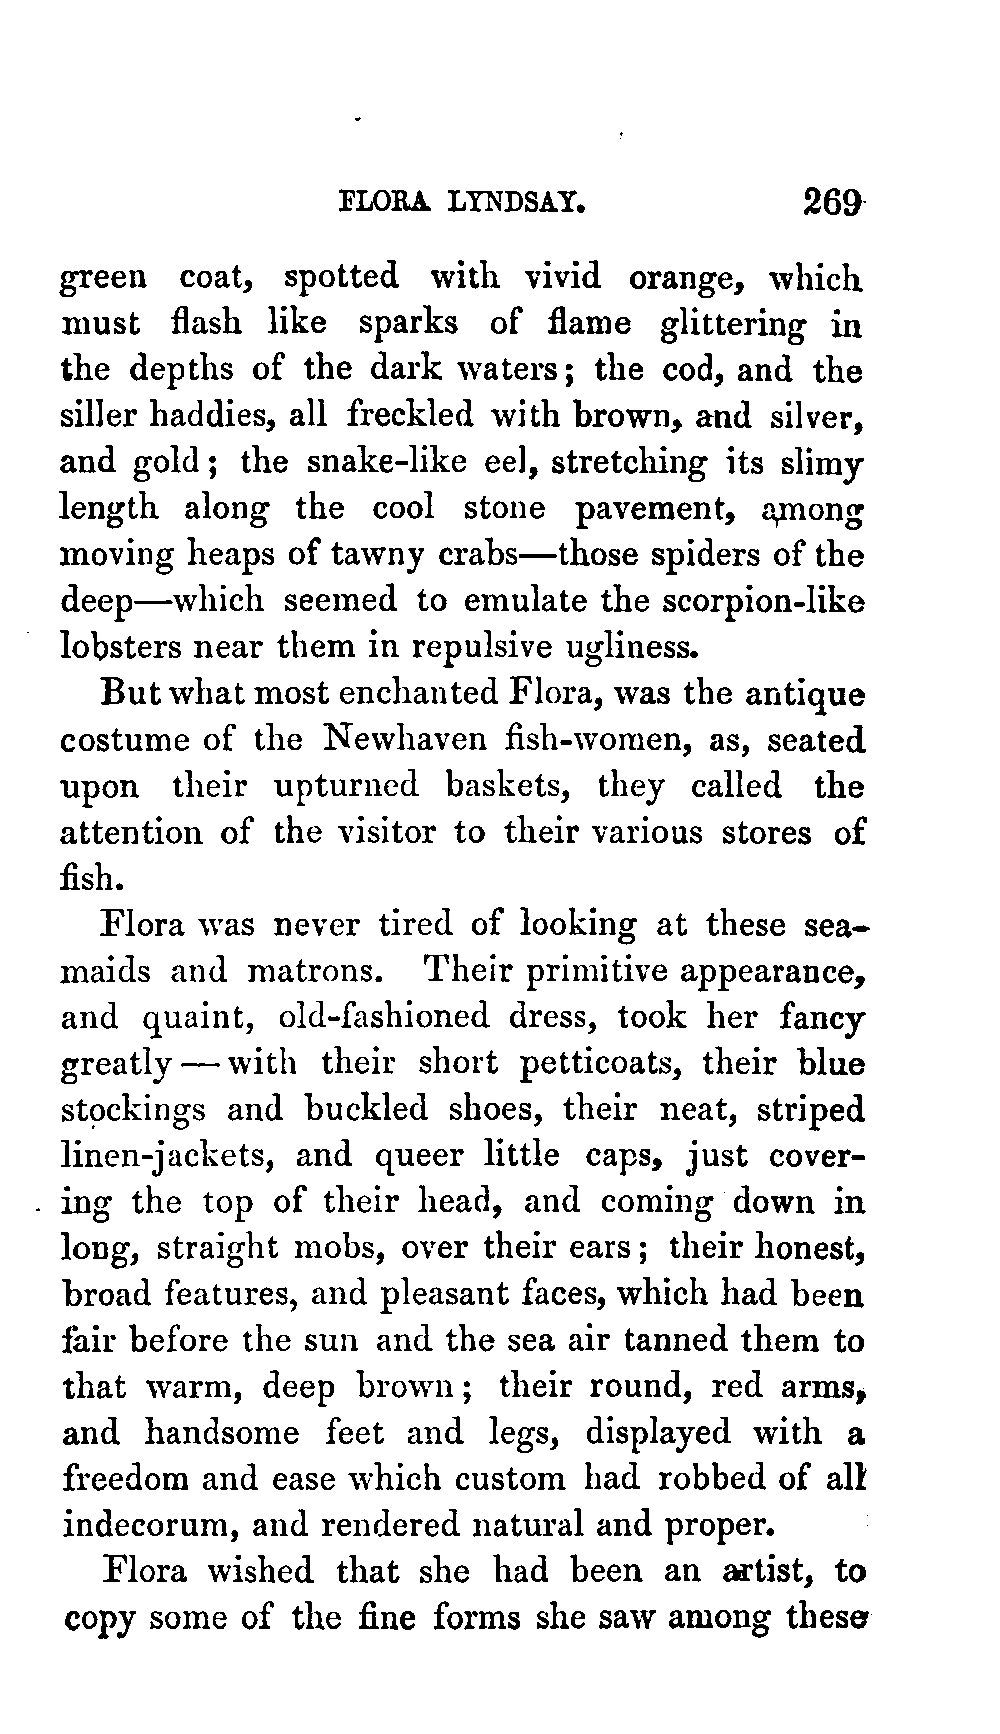 FLORA LYNDSAY. 269
green coat, spotted with vivid orange, which
must flash like sparks of flame glittering in
the depths of the dark waters; the cod, and the
siller haddies, all freckled with brown, and silver,
and gold; the snake-like eel, stretching its slimy
length along the cool stone pavement, among
moving heaps of tawny crabs—those spiders of the
deep—which seemed to emulate the scorpion-like
lobsters near them in repulsive ugliness.
But what most enchanted Flora, was the antique
costume of the Newhaven fish-women, as, seated
upon their upturned baskets, they called the
attention of the visitor to their various stores of
fish.
Flora was never tired of looking at these sea-
maids and matrons. Their primitive appearance,
and quaint, old-fashioned dress, took her fancy
greatly — with their short petticoats, their blue
stockings and buckled shoes, their neat, striped
linen-jackets, and queer little caps, just cover-
ing the top of their head, and coming down in
long, straight mobs, over their ears; their honest,
broad features, and pleasant faces, which had been
fair before the sun and the sea air tanned them to
that warm, deep brown; their round, red arms,
and handsome feet and legs, displayed with a
freedom and ease which custom had robbed of all
indecorum, and rendered natural and proper.
Flora wished that she had been an artist, to
copy some of the fine forms she saw among these